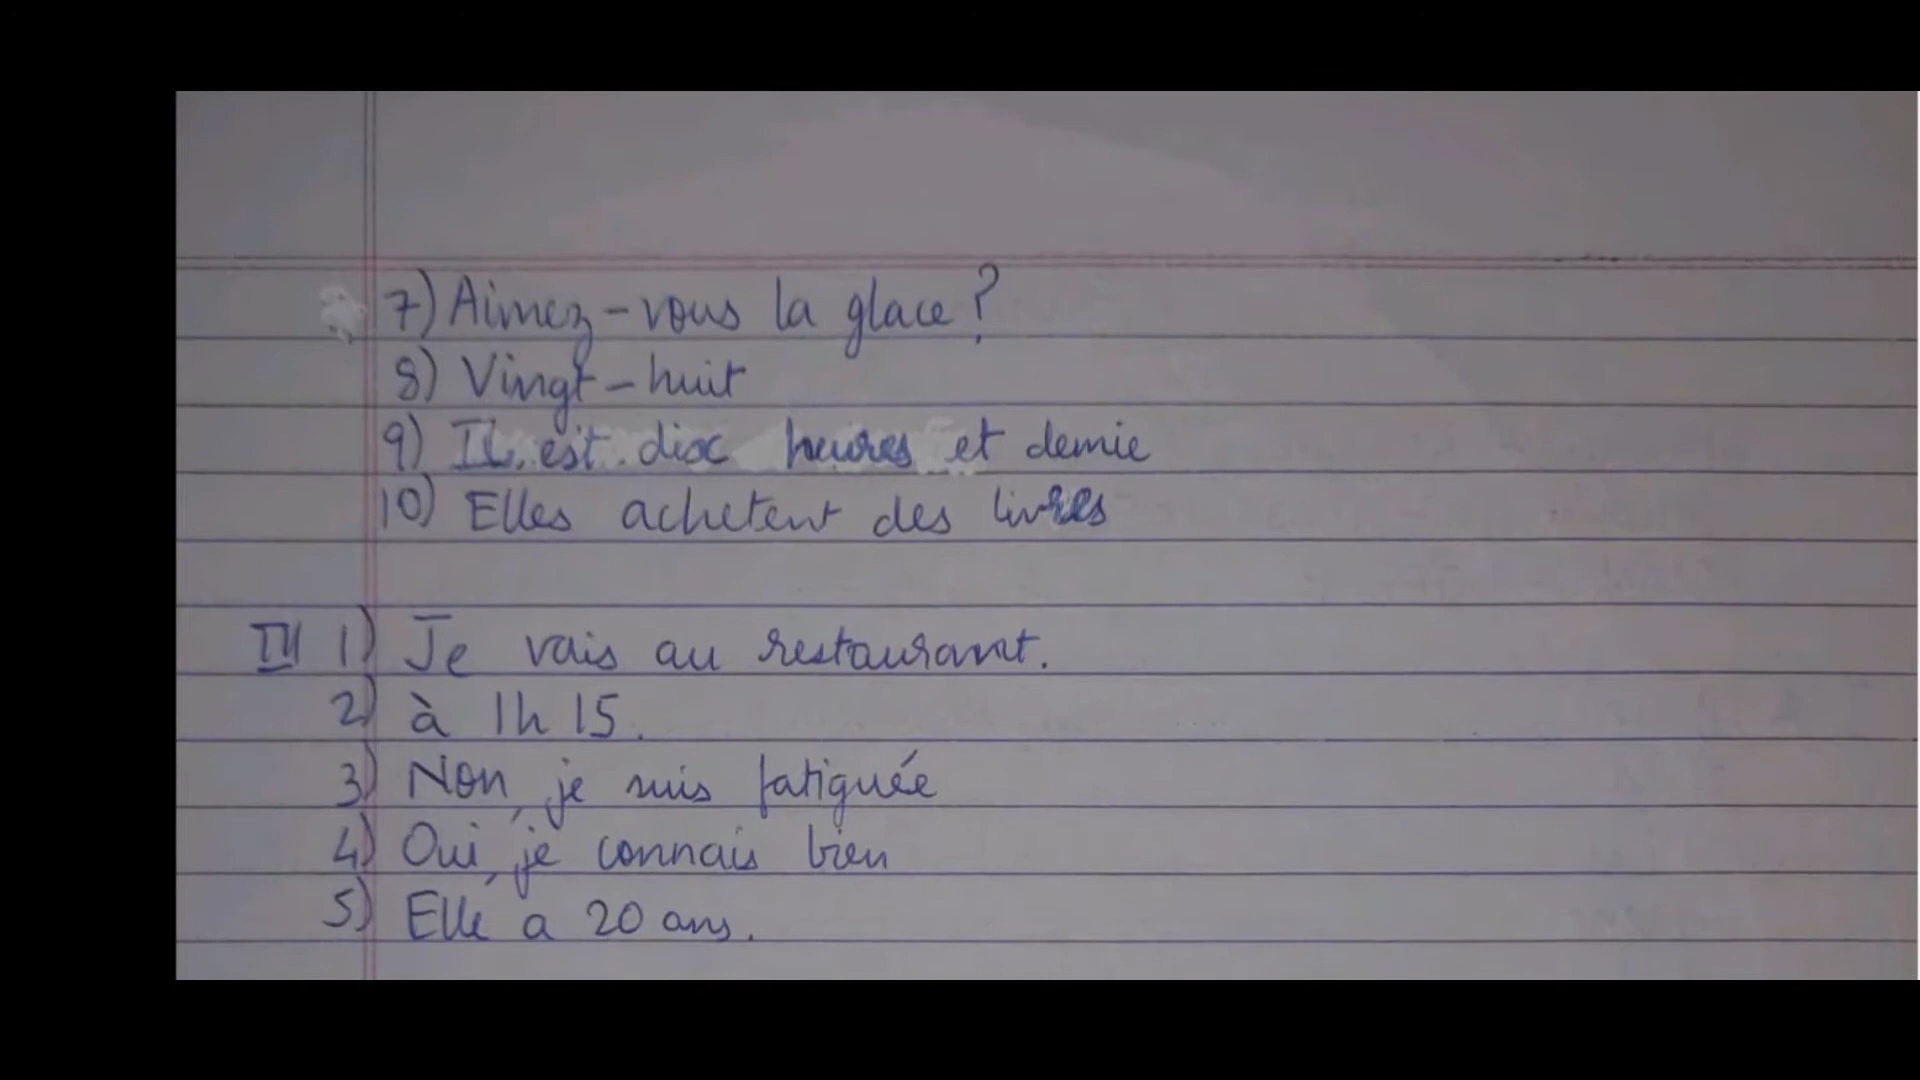 7) Aimez-vous la glace ?
8) Vingt-huit
9) Il est dix heures et demie
10) Elles achetent des livres
III 1) Je vais au restaurant.
2) à 1h 15.
3) Non, je suis fatiguée
4) Oui, je connais bien
5) Elle a 20 ans.